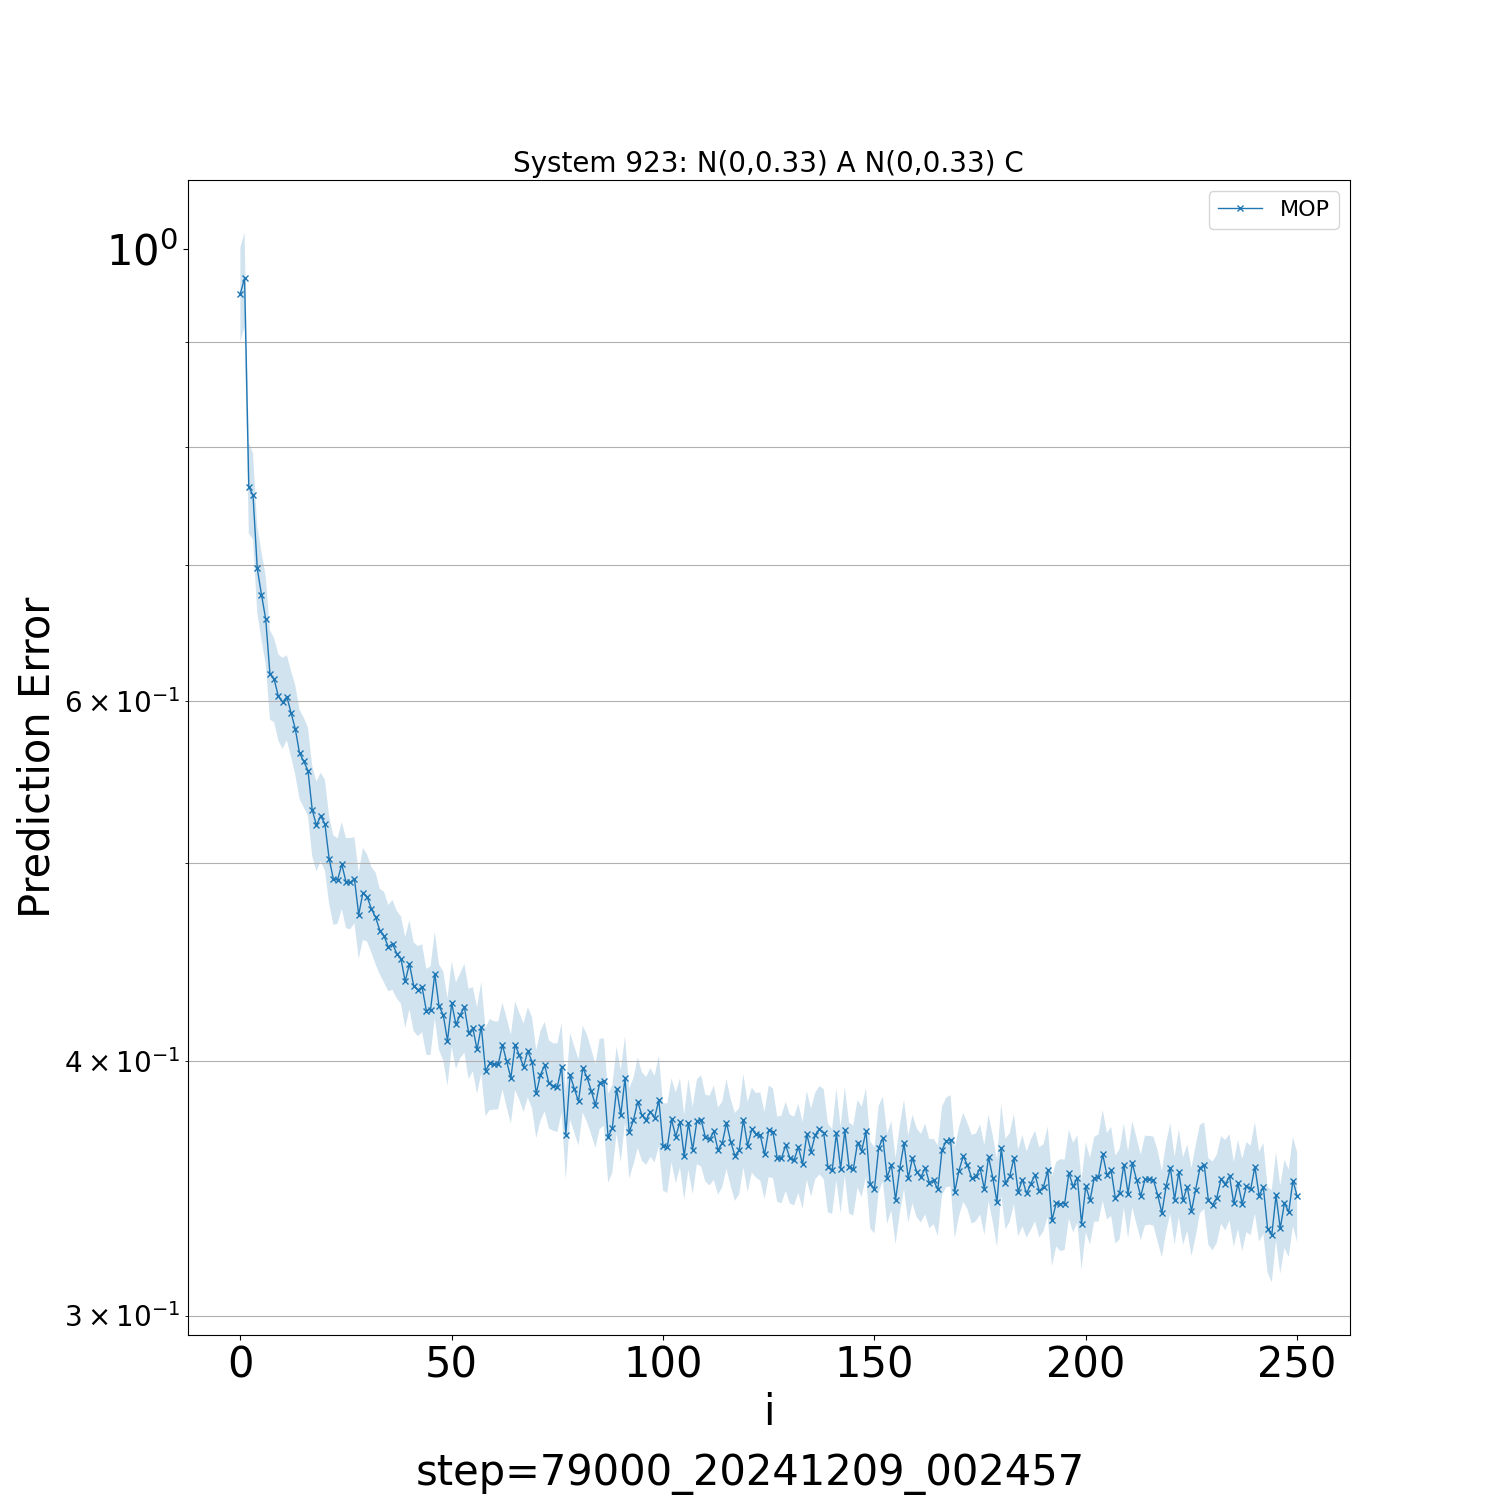 System 923: N(0,0.33) A N(0,0.33) C
MOP
10⁰
6 × 10⁻¹
4 × 10⁻¹
3 × 10⁻¹
Prediction Error
0 50 100 150 200 250
i
step=79000_20241209_002457